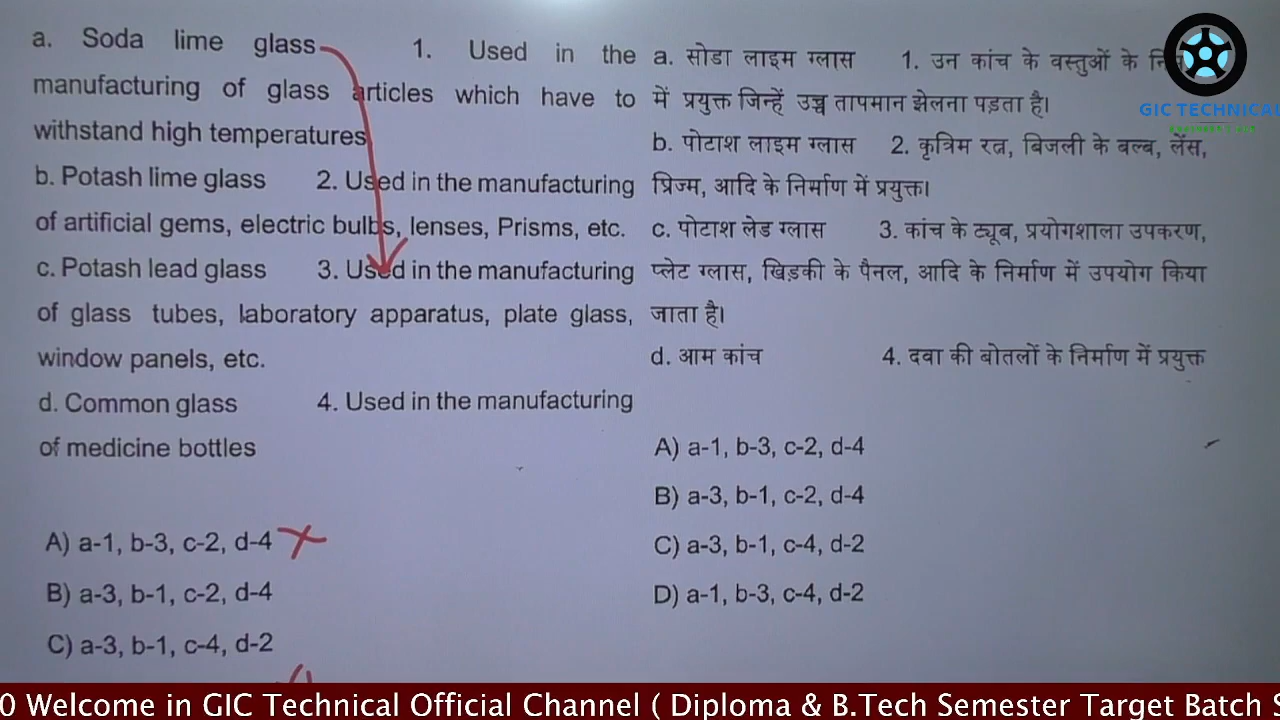 a. Soda lime glass 1. Used in the
manufacturing of glass articles which have to
withstand high temperatures
b. Potash lime glass 2. Used in the manufacturing
of artificial gems, electric bulbs, lenses, Prisms, etc.
c. Potash lead glass 3. Used in the manufacturing
of glass tubes, laboratory apparatus, plate glass,
window panels, etc.
d. Common glass 4. Used in the manufacturing
of medicine bottles
A) a-1, b-3, c-2, d-4
B) a-3, b-1, c-2, d-4
C) a-3, b-1, c-4, d-2
a. सोडा लाइम ग्लास 1. उन कांच के वस्तुओं के
में प्रयुक्त जिन्हें उच्च तापमान झेलना पड़ता है।
b. पोटाश लाइम ग्लास 2. कृत्रिम रत्न, बिजली के बल्ब, लेंस,
प्रिज्म, आदि के निर्माण में प्रयुक्त।
c. पोटाश लेड ग्लास 3. कांच के ट्यूब, प्रयोगशाला उपकरण,
प्लेट ग्लास, खिड़की के पैनल, आदि के निर्माण में उपयोग किया
जाता है।
d. आम कांच 4. दवा की बोतलों के निर्माण में प्रयुक्त
A) a-1, b-3, c-2, d-4
B) a-3, b-1, c-2, d-4
C) a-3, b-1, c-4, d-2
D) a-1, b-3, c-4, d-2
GIC TECHNICAL
0 Welcome in GIC Technical Official Channel ( Diploma & B.Tech Semester Target Batch S